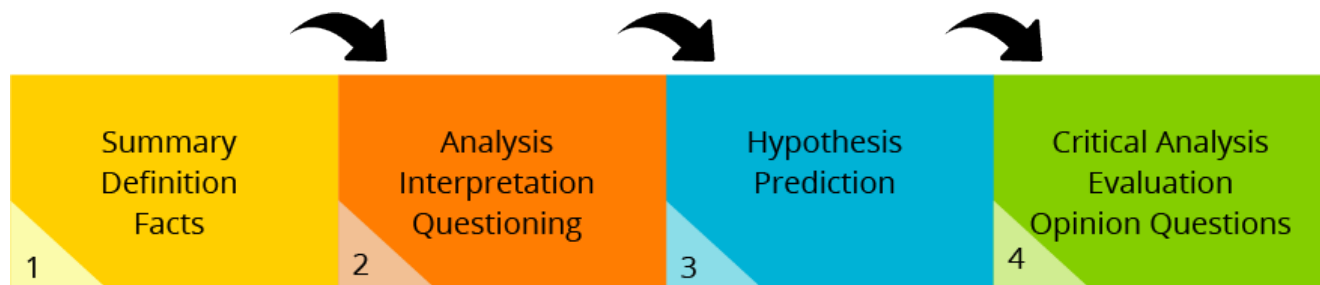 Summary
Definition
Facts
1
Analysis
Interpretation
Questioning
2
Hypothesis
Prediction
3
Critical Analysis
Evaluation
Opinion Questions
4